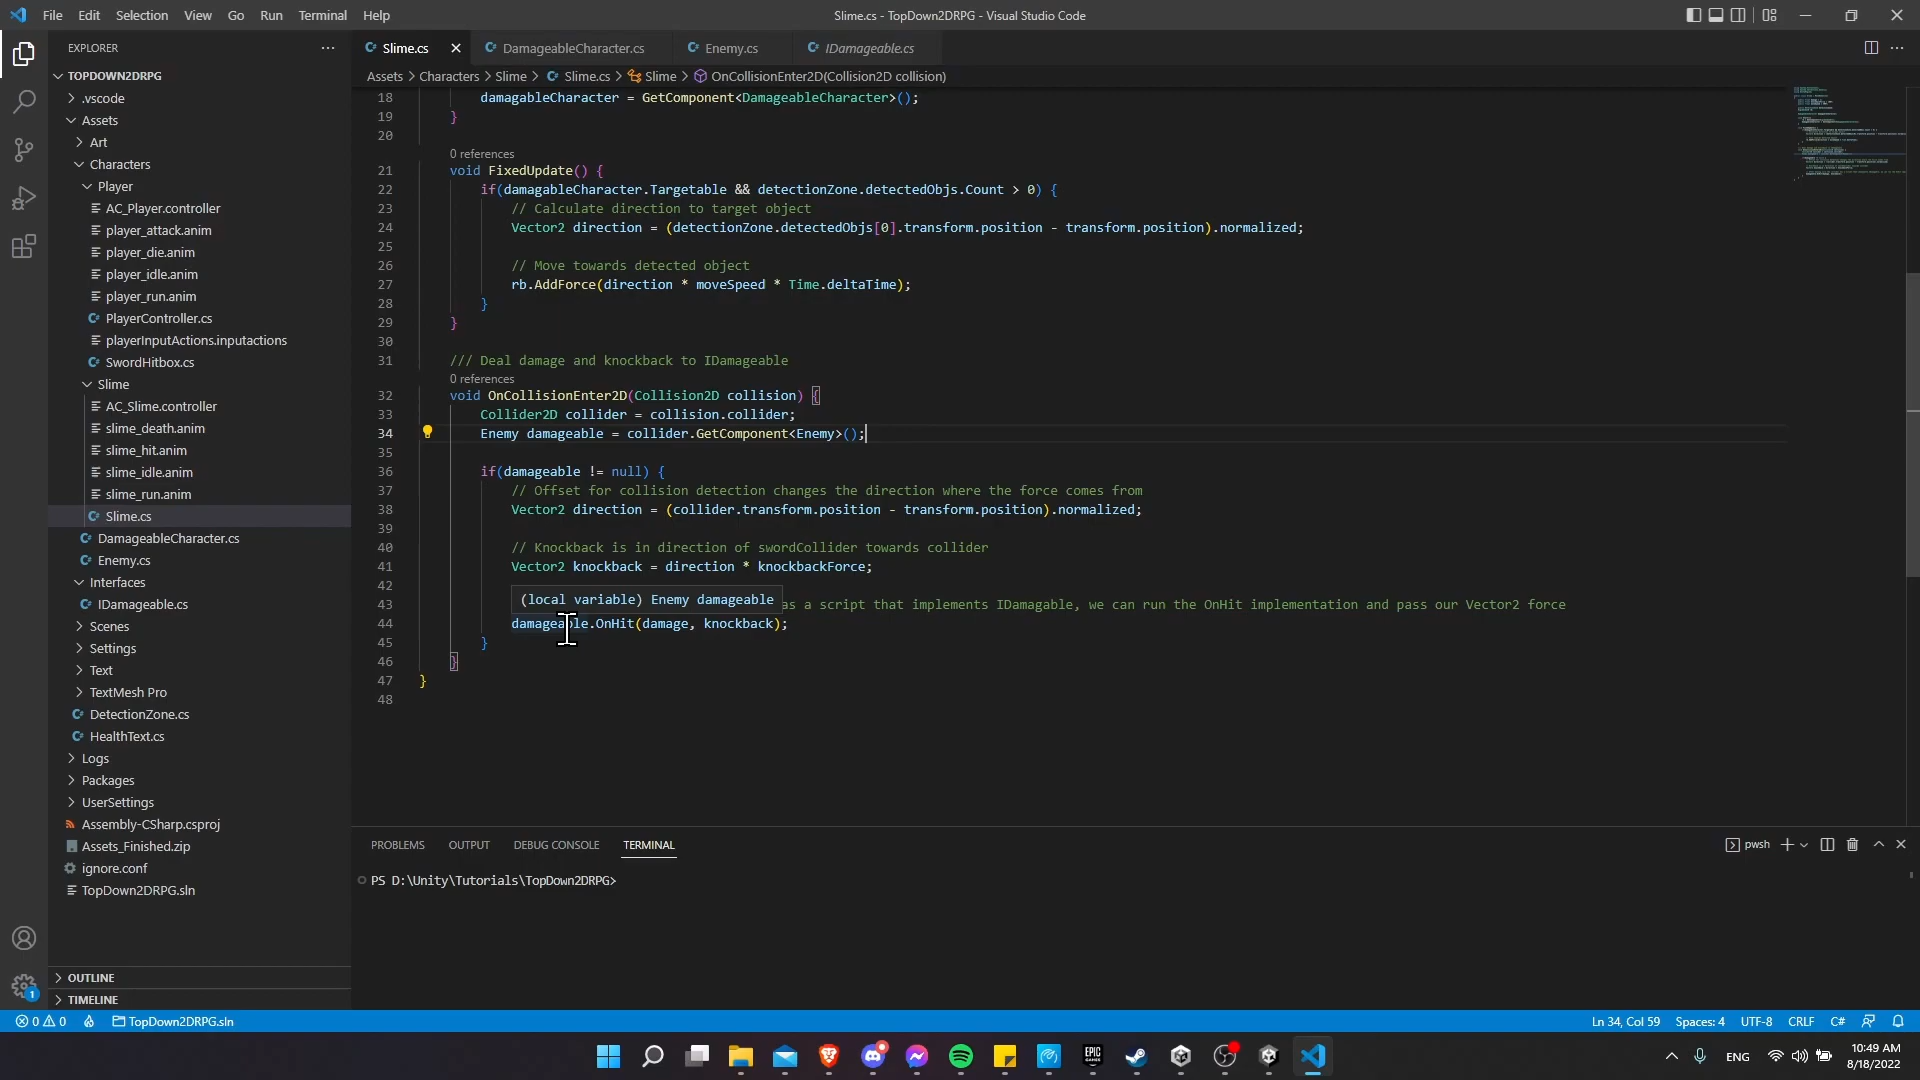 File Edit Selection View Go Run Terminal Help
Slime.cs - TopDown2DRPG - Visual Studio Code
EXPLORER
Slime.cs
DamageableCharacter.cs
Enemy.cs
IDamageable.cs
Assets > Characters > Slime > Slime.cs > Slime > OnCollisionEnter2D(Collision2D collision)
TOPDOWN2DRPG
.vscode
Assets
Art
Characters
Player
AC_Player.controller
player_attack.anim
player_die.anim
player_idle.anim
player_run.anim
PlayerController.cs
playerInputActions.inputactions
SwordHitbox.cs
Slime
AC_Slime.controller
slime_death.anim
slime_hit.anim
slime_idle.anim
slime_run.anim
Slime.cs
DamageableCharacter.cs
Enemy.cs
Interfaces
IDamageable.cs
Scenes
Settings
Text
TextMesh Pro
DetectionZone.cs
HealthText.cs
Logs
Packages
UserSettings
Assembly-CSharp.csproj
Assets_Finished.zip
ignore.conf
TopDown2DRPG.sln
OUTLINE
TIMELINE
18 damagableCharacter = GetComponent<DamageableCharacter>();
19 }
20
0 references
21 void FixedUpdate() {
22 if(damagableCharacter.Targetable && detectionZone.detectedObjs.Count > 0) {
23 // Calculate direction to target object
24 Vector2 direction = (detectionZone.detectedObjs[0].transform.position - transform.position).normalized;
25
26 // Move towards detected object
27 rb.AddForce(direction * moveSpeed * Time.deltaTime);
28 }
29 }
30
31 /// Deal damage and knockback to IDamageable
0 references
32 void OnCollisionEnter2D(Collision2D collision) {
33 Collider2D collider = collision.collider;
34 Enemy damageable = collider.GetComponent<Enemy>();
35
36 if(damageable != null) {
37 // Offset for collision detection changes the direction where the force comes from
38 Vector2 direction = (collider.transform.position - transform.position).normalized;
39
40 // Knockback is in direction of swordCollider towards collider
41 Vector2 knockback = direction * knockbackForce;
42
(local variable) Enemy damageable
43 as a script that implements IDamagable, we can run the OnHit implementation and pass our Vector2 force
44 damageable.OnHit(damage, knockback);
45 }
46 }
47 }
48
PROBLEMS OUTPUT DEBUG CONSOLE TERMINAL
pwsh
PS D:\Unity\Tutorials\TopDown2DRPG>
1
0 0 TopDown2DRPG.sln
Ln 34, Col 59 Spaces: 4 UTF-8 CRLF C#
EPIC GAMES
ENG
10:49 AM
8/18/2022